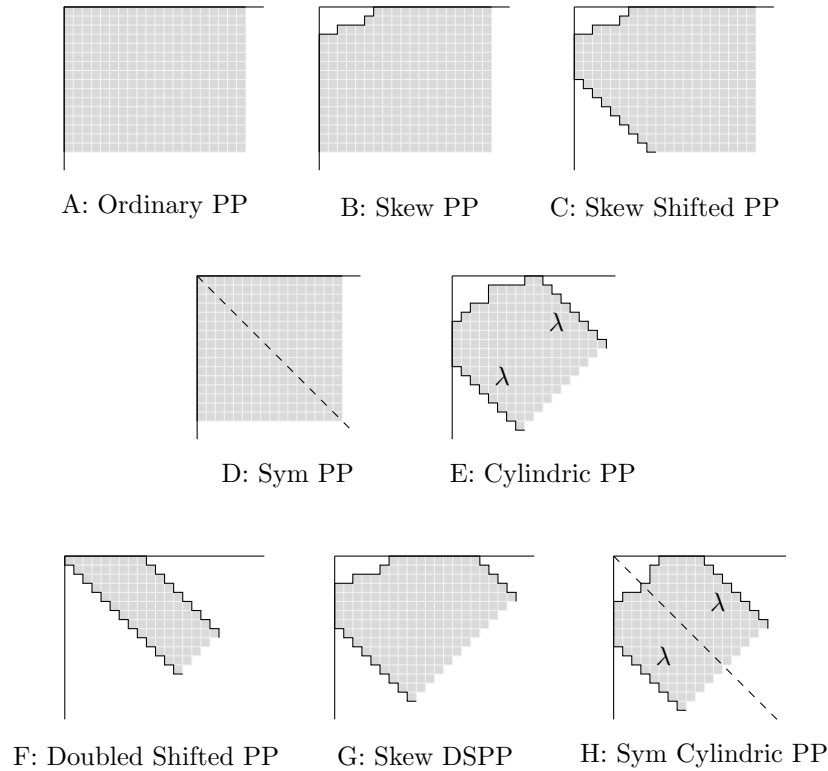 A: Ordinary PP
B: Skew PP
C: Skew Shifted PP
λ
λ
D: Sym PP
E: Cylindric PP
λ
λ
F: Doubled Shifted PP
G: Skew DSPP
H: Sym Cylindric PP